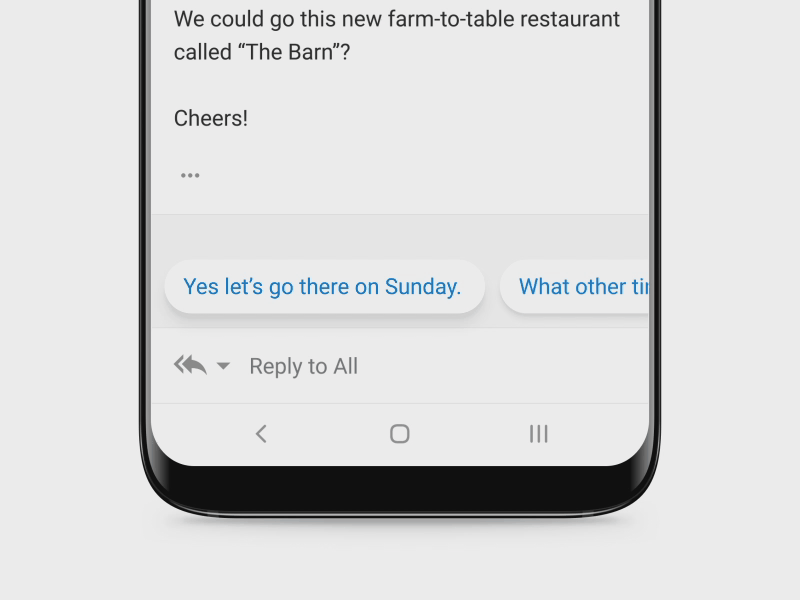 We could go this new farm-to-table restaurant
called “The Barn”?
Cheers!
•••
Yes let’s go there on Sunday.
What other
Reply to All